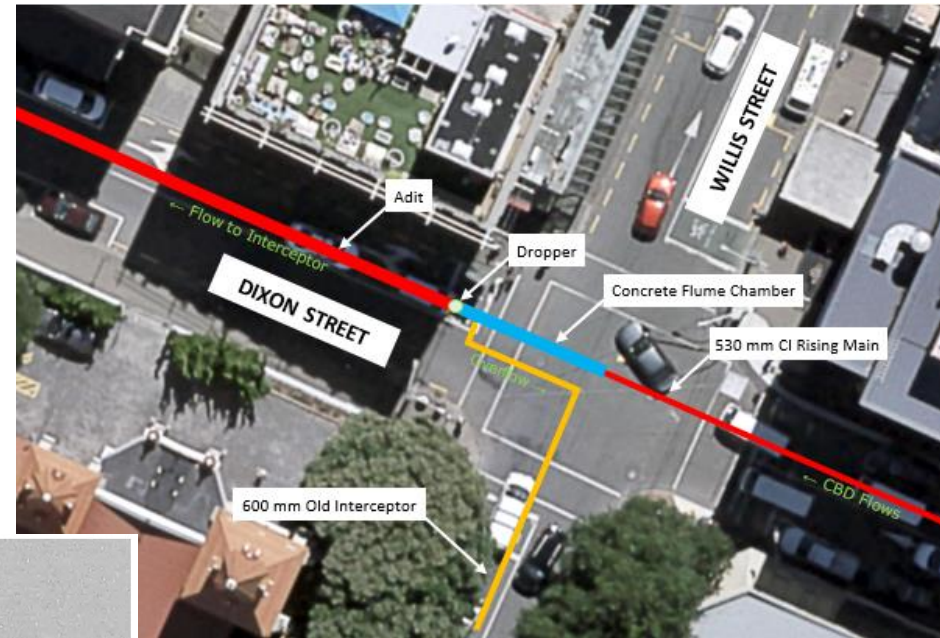 WILLIS STREET
Adit
← Flow to Interceptor
Dropper
DIXON STREET
Concrete Flume Chamber
530 mm CI Rising Main
Overflow →
← CBD Flows
600 mm Old Interceptor